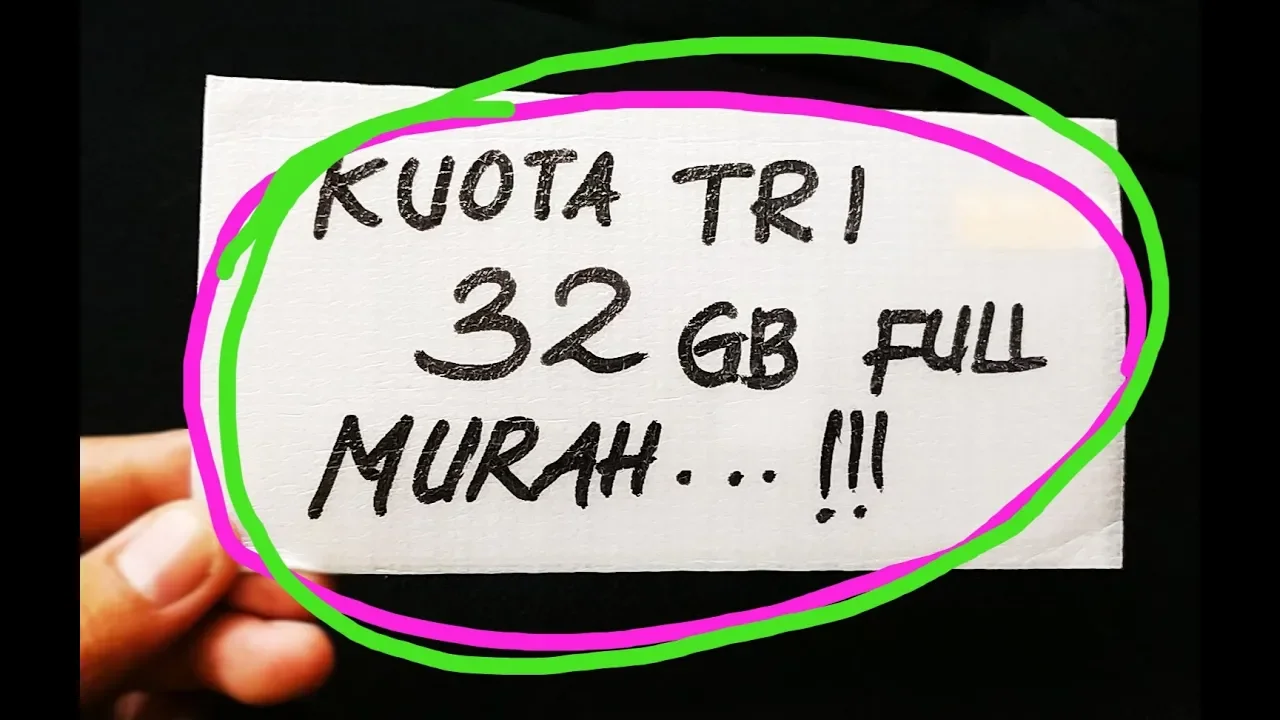 KUOTA TRI
32 GB FULL
MURAH...!!!